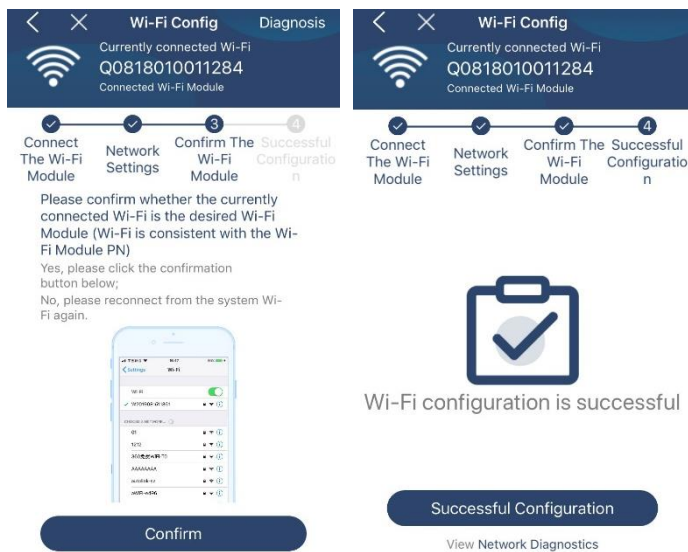 Wi-Fi Config
Diagnosis
Currently connected Wi-Fi
Q0818010011284
Connected Wi-Fi Module
3
4
Connect
The Wi-Fi
Module
Network
Settings
Confirm The
Wi-Fi
Module
Successful
Configuratio
n
Please confirm whether the currently
connected Wi-Fi is the desired Wi-Fi
Module (Wi-Fi is consistent with the Wi-
Fi Module PN)
Yes, please click the confirmation
button below;
No, please reconnect from the system Wi-
Fi again.
Settings
Wi-Fi
Wi-Fi
01
1212
AAAAAAAA
Confirm
Wi-Fi Config
Currently connected Wi-Fi
Q0818010011284
Connected Wi-Fi Module
4
Connect
The Wi-Fi
Module
Network
Settings
Confirm The
Wi-Fi
Module
Successful
Configuratio
n
Wi-Fi configuration is successful
Successful Configuration
View Network Diagnostics